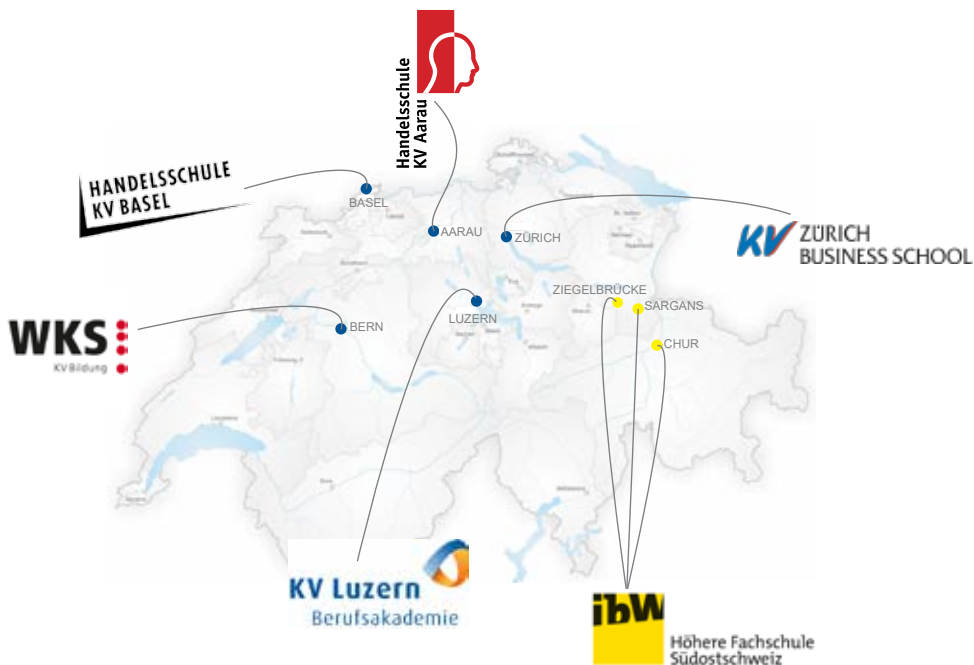 Handelsschule
KV Aarau
HANDELSSCHULE
KV BASEL
BASEL
AARAU
ZÜRICH
KV ZÜRICH
BUSINESS SCHOOL
ZIEGELBRÜCKE
SARGANS
LUZERN
BERN
CHUR
WKS
KV Bildung
KV Luzern
Berufsakademie
ibW
Höhere Fachschule
Südostschweiz